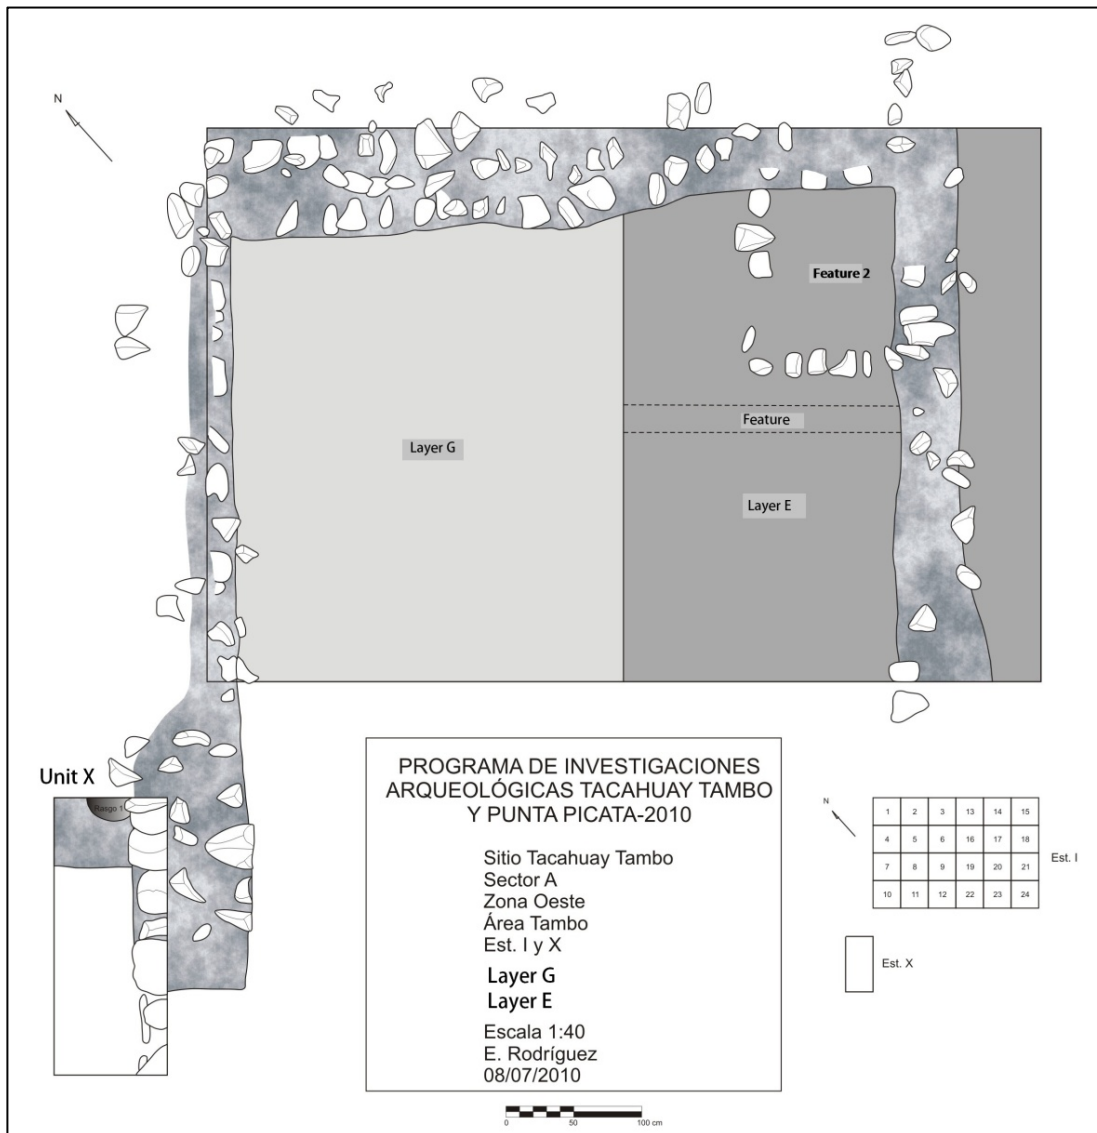 N
Feature 2
Feature
Layer G
Layer E
Unit X
Rasgo 1
PROGRAMA DE INVESTIGACIONES
ARQUEOLÓGICAS TACAHUAY TAMBO
Y PUNTA PICATA-2010
Sitio Tacahuay Tambo
Sector A
Zona Oeste
Área Tambo
Est. I y X
Layer G
Layer E
Escala 1:40
E. Rodríguez
08/07/2010
N
1 2 3 13 14 15
4 5 6 16 17 18
7 8 9 19 20 21
10 11 12 22 23 24
Est. I
Est. X
0 50 100 cm